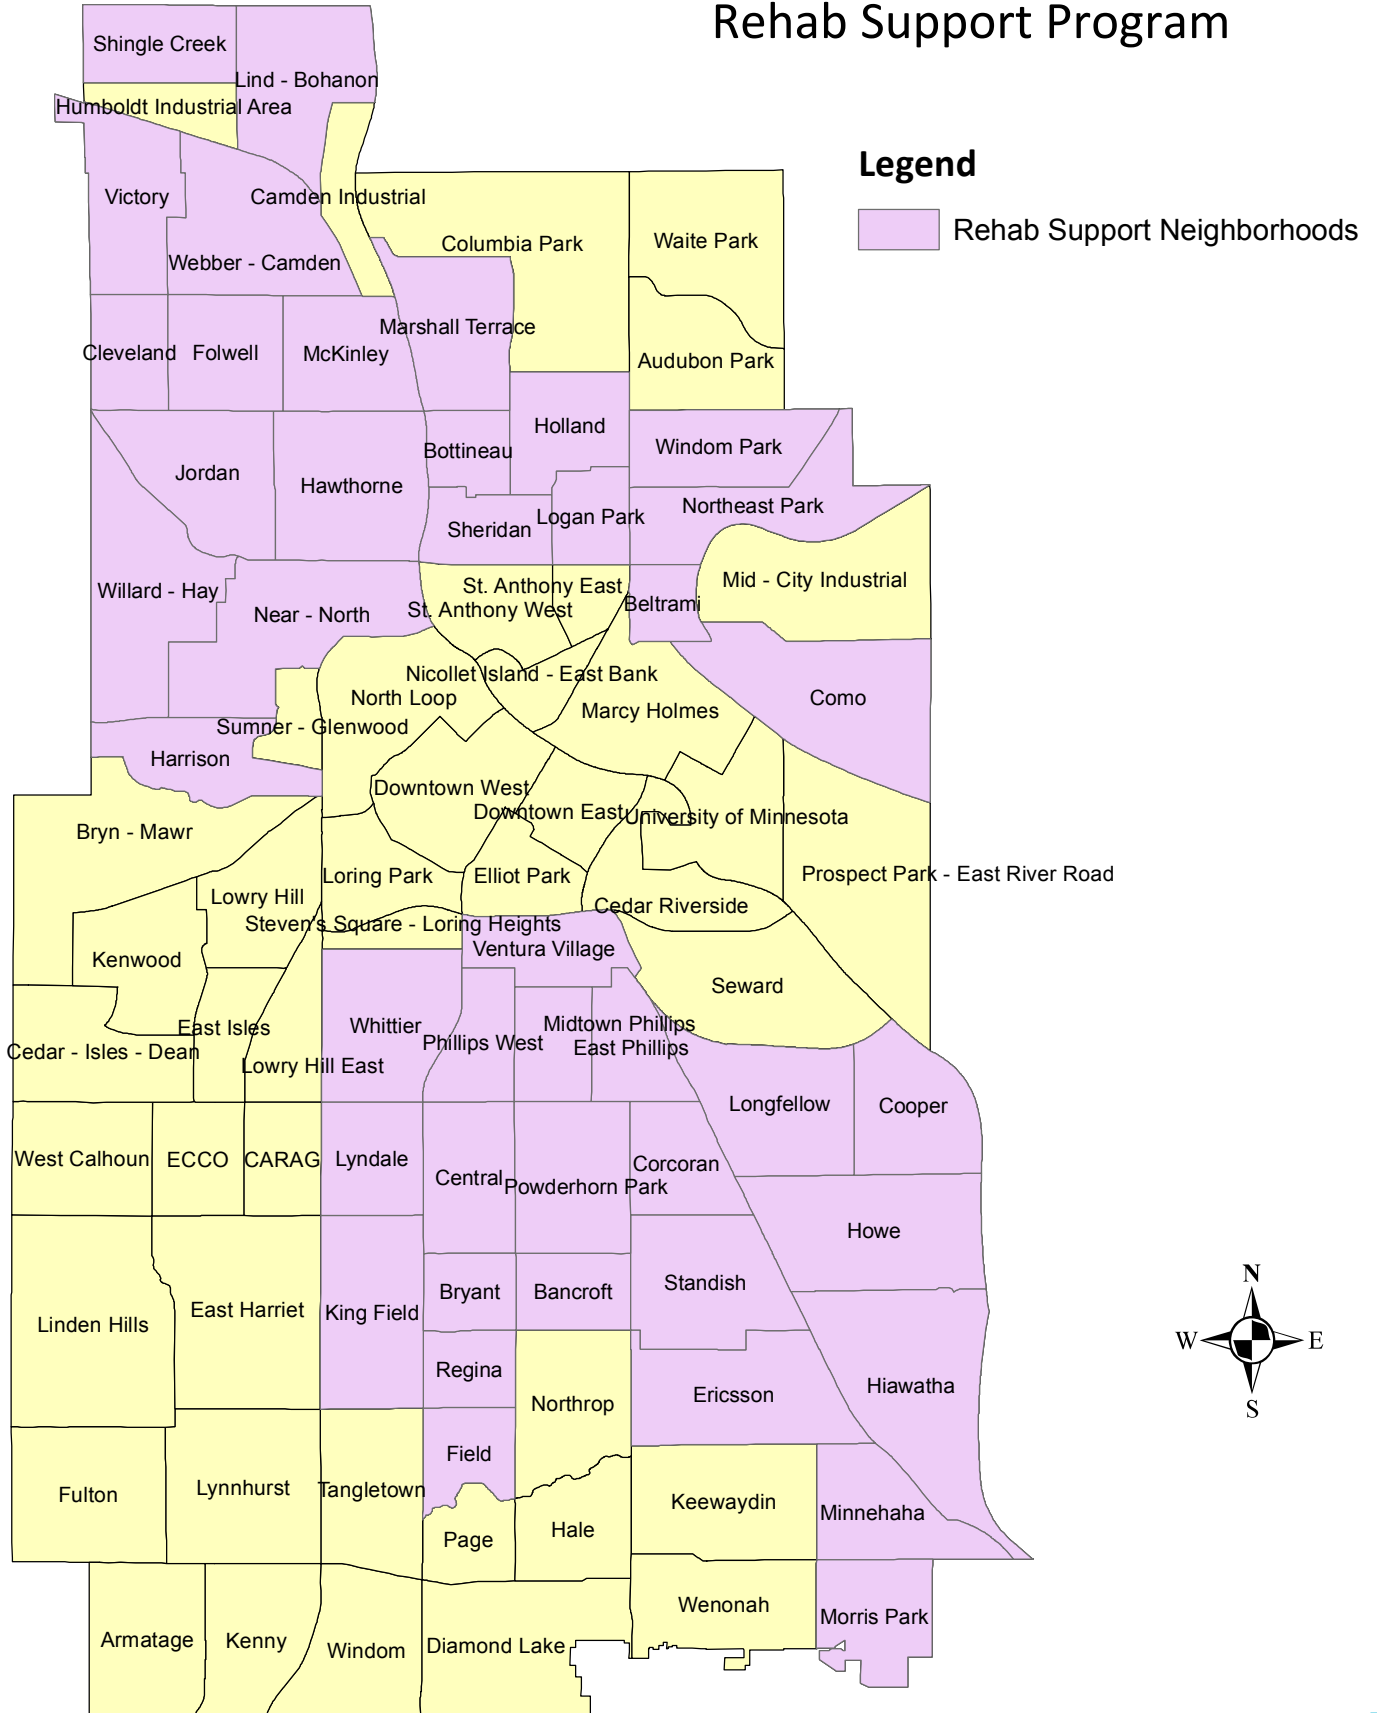 Rehab Support Program
Shingle Creek
Lind - Bohanon
Humboldt Industrial Area
Legend
Rehab Support Neighborhoods
Victory
Camden Industrial
Columbia Park
Waite Park
Webber - Camden
Marshall Terrace
Cleveland
Folwell
McKinley
Audubon Park
Holland
Bottineau
Windom Park
Jordan
Hawthorne
Northeast Park
Logan Park
Sheridan
Mid - City Industrial
St. Anthony East
Willard - Hay
Beltrami
St. Anthony West
Near - North
Nicollet Island - East Bank
North Loop
Como
Marcy Holmes
Sumner - Glenwood
Harrison
Downtown West
Downtown East
University of Minnesota
Bryn - Mawr
Prospect Park - East River Road
Loring Park
Elliot Park
Lowry Hill
Cedar Riverside
Steven's Square - Loring Heights
Ventura Village
Kenwood
Seward
East Isles
Whittier
Midtown Phillips
Phillips West
East Phillips
Cedar - Isles - Dean
Lowry Hill East
Longfellow
Cooper
West Calhoun
ECCO
CARAG
Lyndale
Corcoran
Central
Powderhorn Park
Howe
N
Standish
Bryant
Bancroft
East Harriet
King Field
Linden Hills
W
E
Regina
Hiawatha
Ericsson
Northrop
S
Field
Lynnhurst
Tangletown
Fulton
Keewaydin
Minnehaha
Hale
Page
Wenonah
Morris Park
Armatage
Kenny
Diamond Lake
Windom